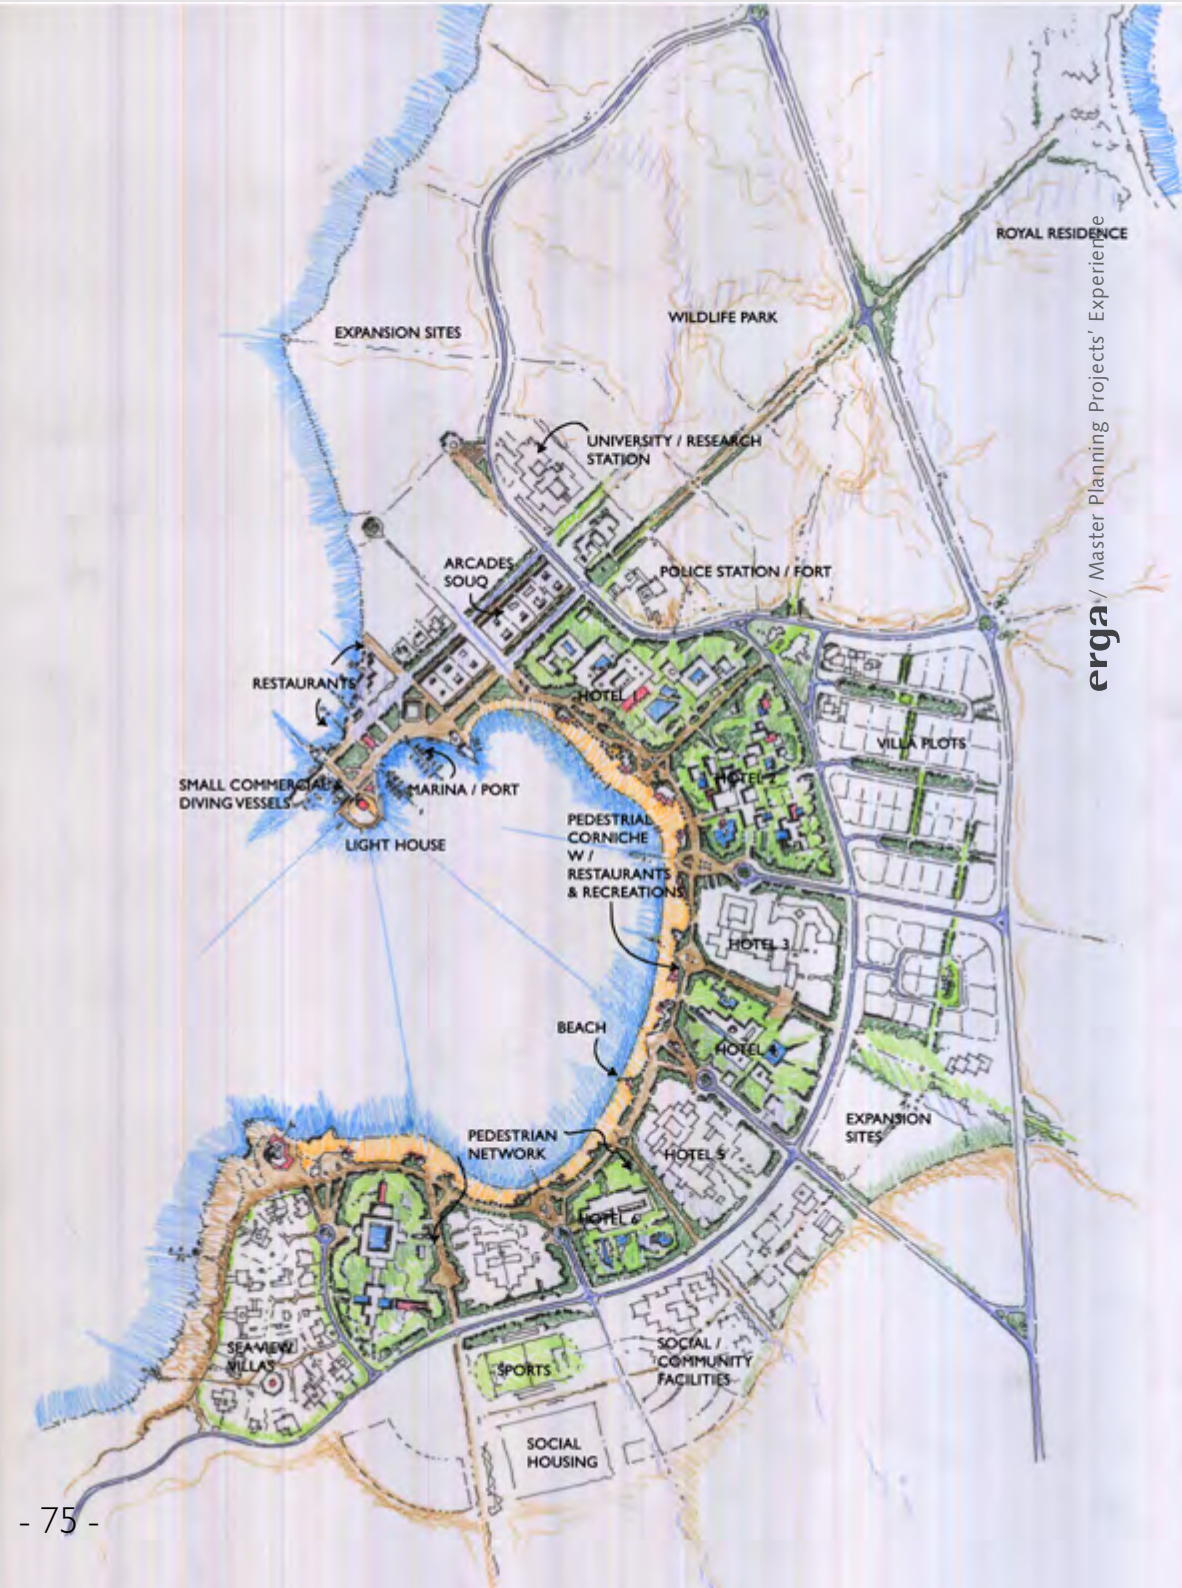 ROYAL RESIDENCE
WILDLIFE PARK
EXPANSION SITES
UNIVERSITY / RESEARCH
STATION
ARCADES
SOUQ
POLICE STATION / FORT
RESTAURANTS
HOTEL 1
VILLA PLOTS
HOTEL 2
SMALL COMMERCIAL &
DIVING VESSELS
MARINA / PORT
LIGHT HOUSE
PEDESTRIAL
CORNICHE
W /
RESTAURANTS
& RECREATIONS
HOTEL 3
BEACH
HOTEL 4
EXPANSION
SITES
PEDESTRIAN
NETWORK
HOTEL 5
HOTEL 6
SEA VIEW
VILLAS
SPORTS
SOCIAL /
COMMUNITY
FACILITIES
SOCIAL
HOUSING
erga / Master Planning Projects' Experience
- 75 -